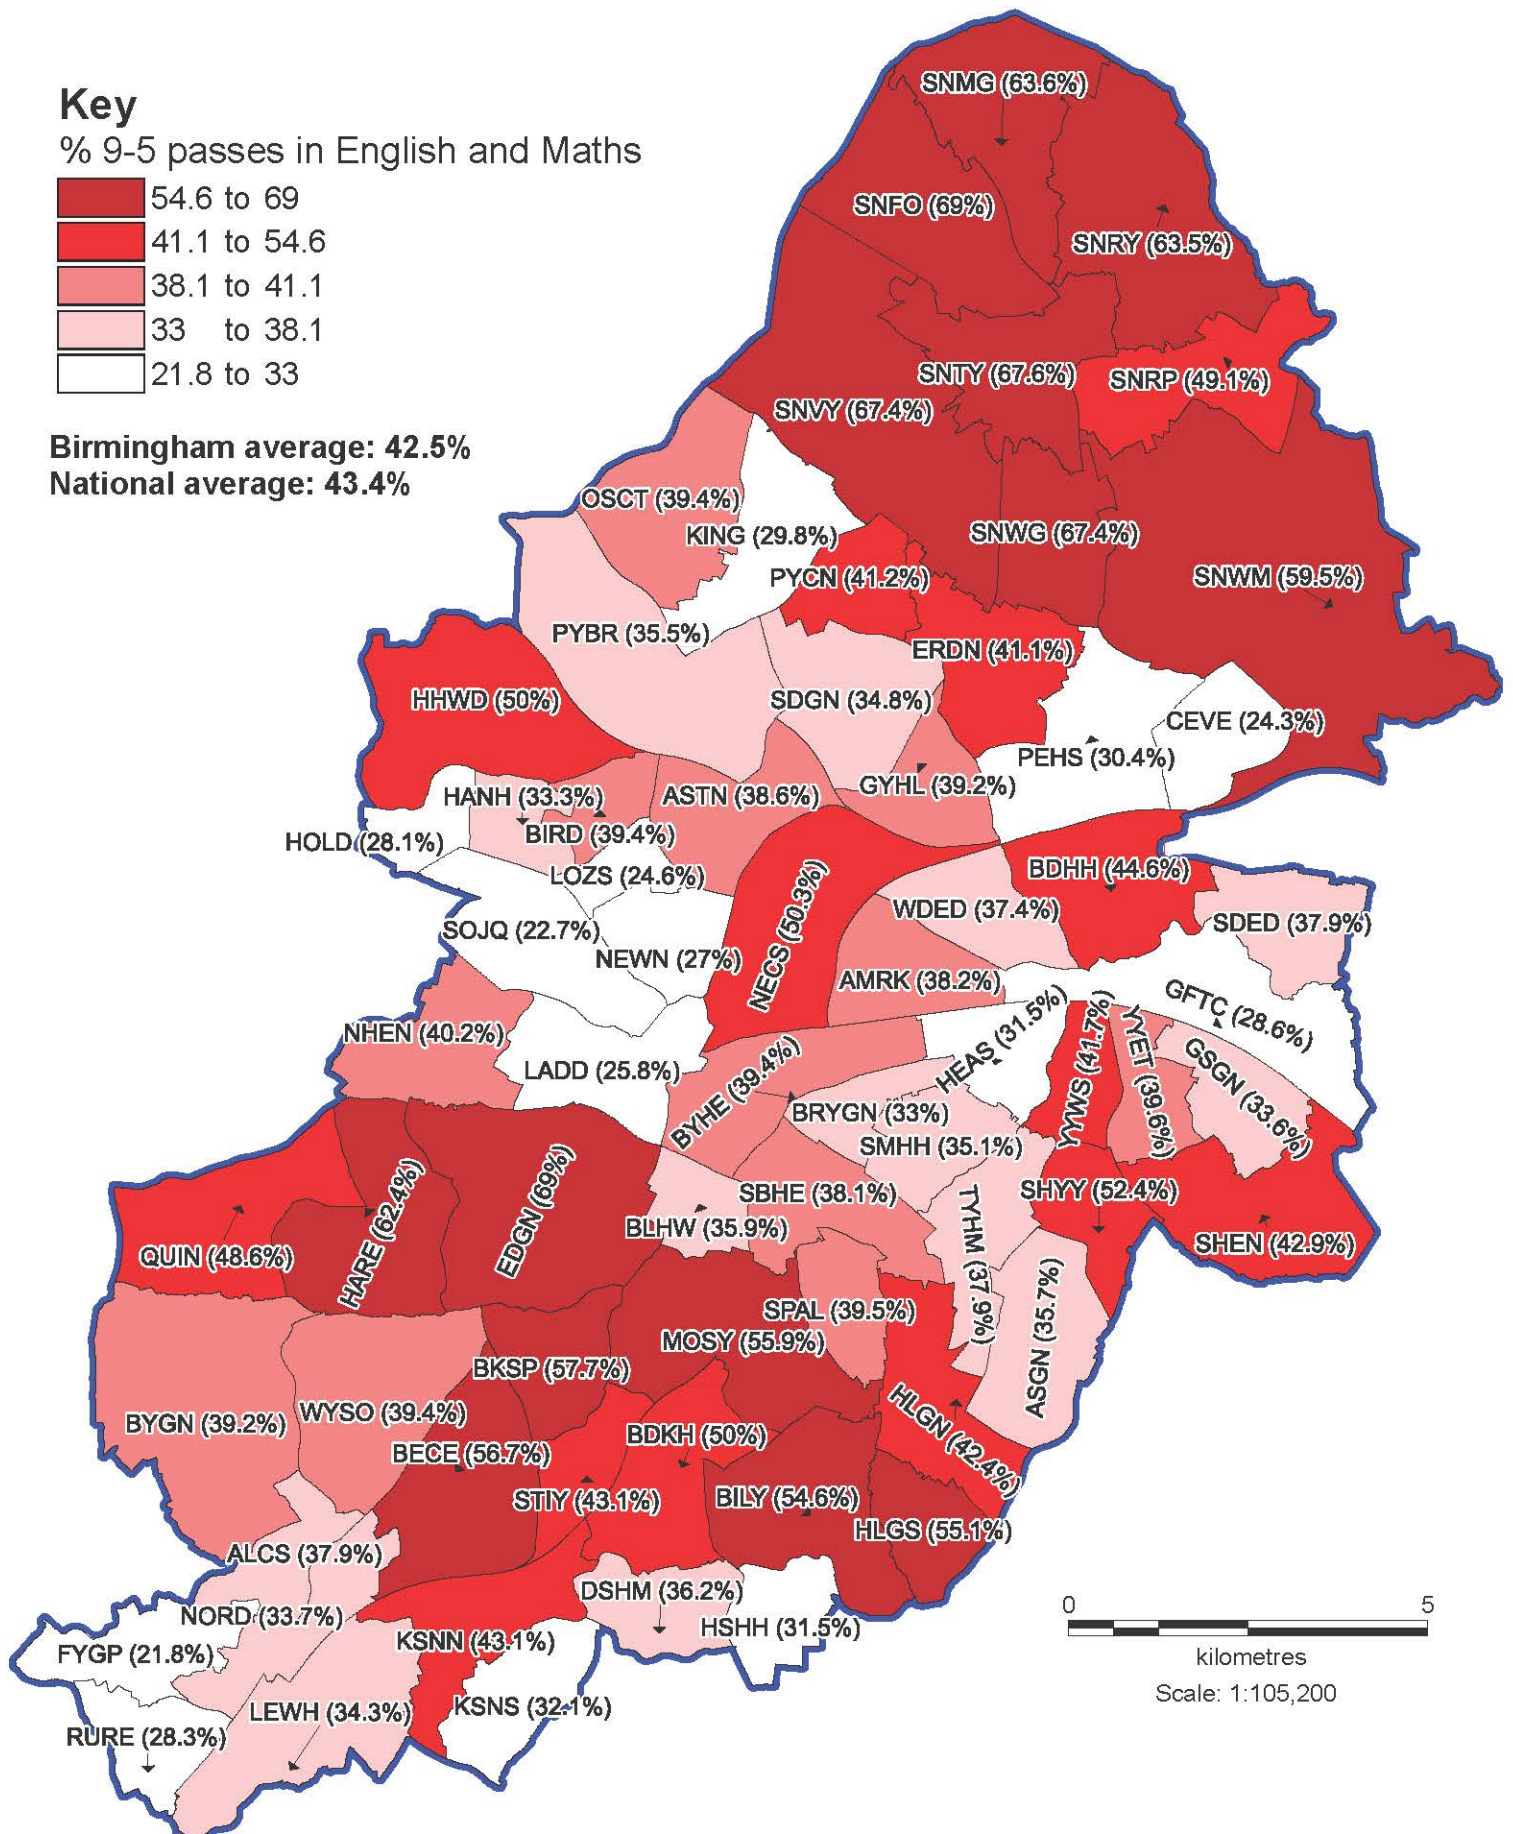 Key
% 9-5 passes in English and Maths
54.6 to 69
41.1 to 54.6
38.1 to 41.1
33 to 38.1
21.8 to 33
Birmingham average: 42.5%
National average: 43.4%
SNMG (63.6%)
SNFO (69%)
SNRY (63.5%)
SNTY (67.6%)
SNRP (49.1%)
SNVY (67.4%)
OSCT (39.4%)
KING (29.8%)
SNWG (67.4%)
PYCN (41.2%)
SNWM (59.5%)
PYBR (35.5%)
ERDN (41.1%)
HHWD (50%)
SDGN (34.8%)
CEVE (24.3%)
PEHS (30.4%)
GYHL (39.2%)
HANH (33.3%)
ASTN (38.6%)
BIRD (39.4%)
HOLD (28.1%)
LOZS (24.6%)
BDHH (44.6%)
WDED (37.4%)
SDED (37.9%)
SOJQ (22.7%)
NEWN (27%)
NECS (50.3%)
AMRK (38.2%)
GFTC (28.6%)
NHEN (40.2%)
HEAS (31.5%)
YYWS (41.7%)
YYET (39.6%)
GSGN (33.6%)
LADD (25.8%)
BYHE (39.4%)
BRYGN (33%)
SMHH (35.1%)
SBHE (38.1%)
SHYY (52.4%)
BLHW (35.9%)
TYHM (37.9%)
SHEN (42.9%)
QUIN (48.6%)
HARE (62.4%)
EDGN (69%)
SPAL (39.5%)
MOSY (55.9%)
ASGN (35.7%)
BKSP (57.7%)
BYGN (39.2%)
WYSO (39.4%)
HLGN (42.4%)
BDKH (50%)
BECE (56.7%)
STIY (43.1%)
BILY (54.6%)
HLGS (55.1%)
ALCS (37.9%)
DSHM (36.2%)
NORD (33.7%)
HSHH (31.5%)
KSNN (43.1%)
FYGP (21.8%)
KSNS (32.1%)
LEWH (34.3%)
RURE (28.3%)
0 5
kilometres
Scale: 1:105,200